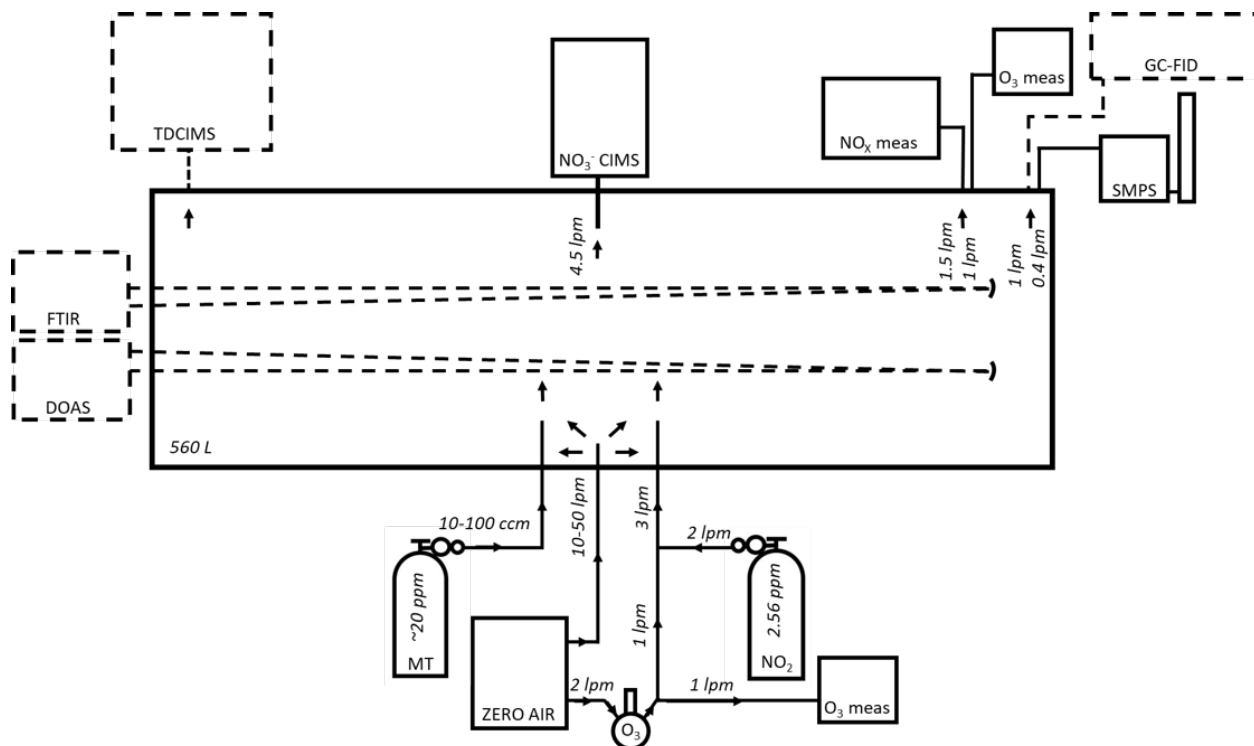 GC-FID
O₃ meas
TDCIMS
NO₃⁻ CIMS
NOₓ meas
SMPS
4.5 lpm
1.5 lpm
1 lpm
1 lpm
0.4 lpm
FTIR
DOAS
560 L
10-100 ccm
10-50 lpm
3 lpm
2 lpm
~20 ppm
MT
2.56 ppm
NO₂
1 lpm
ZERO AIR
2 lpm
O₃
1 lpm
O₃ meas